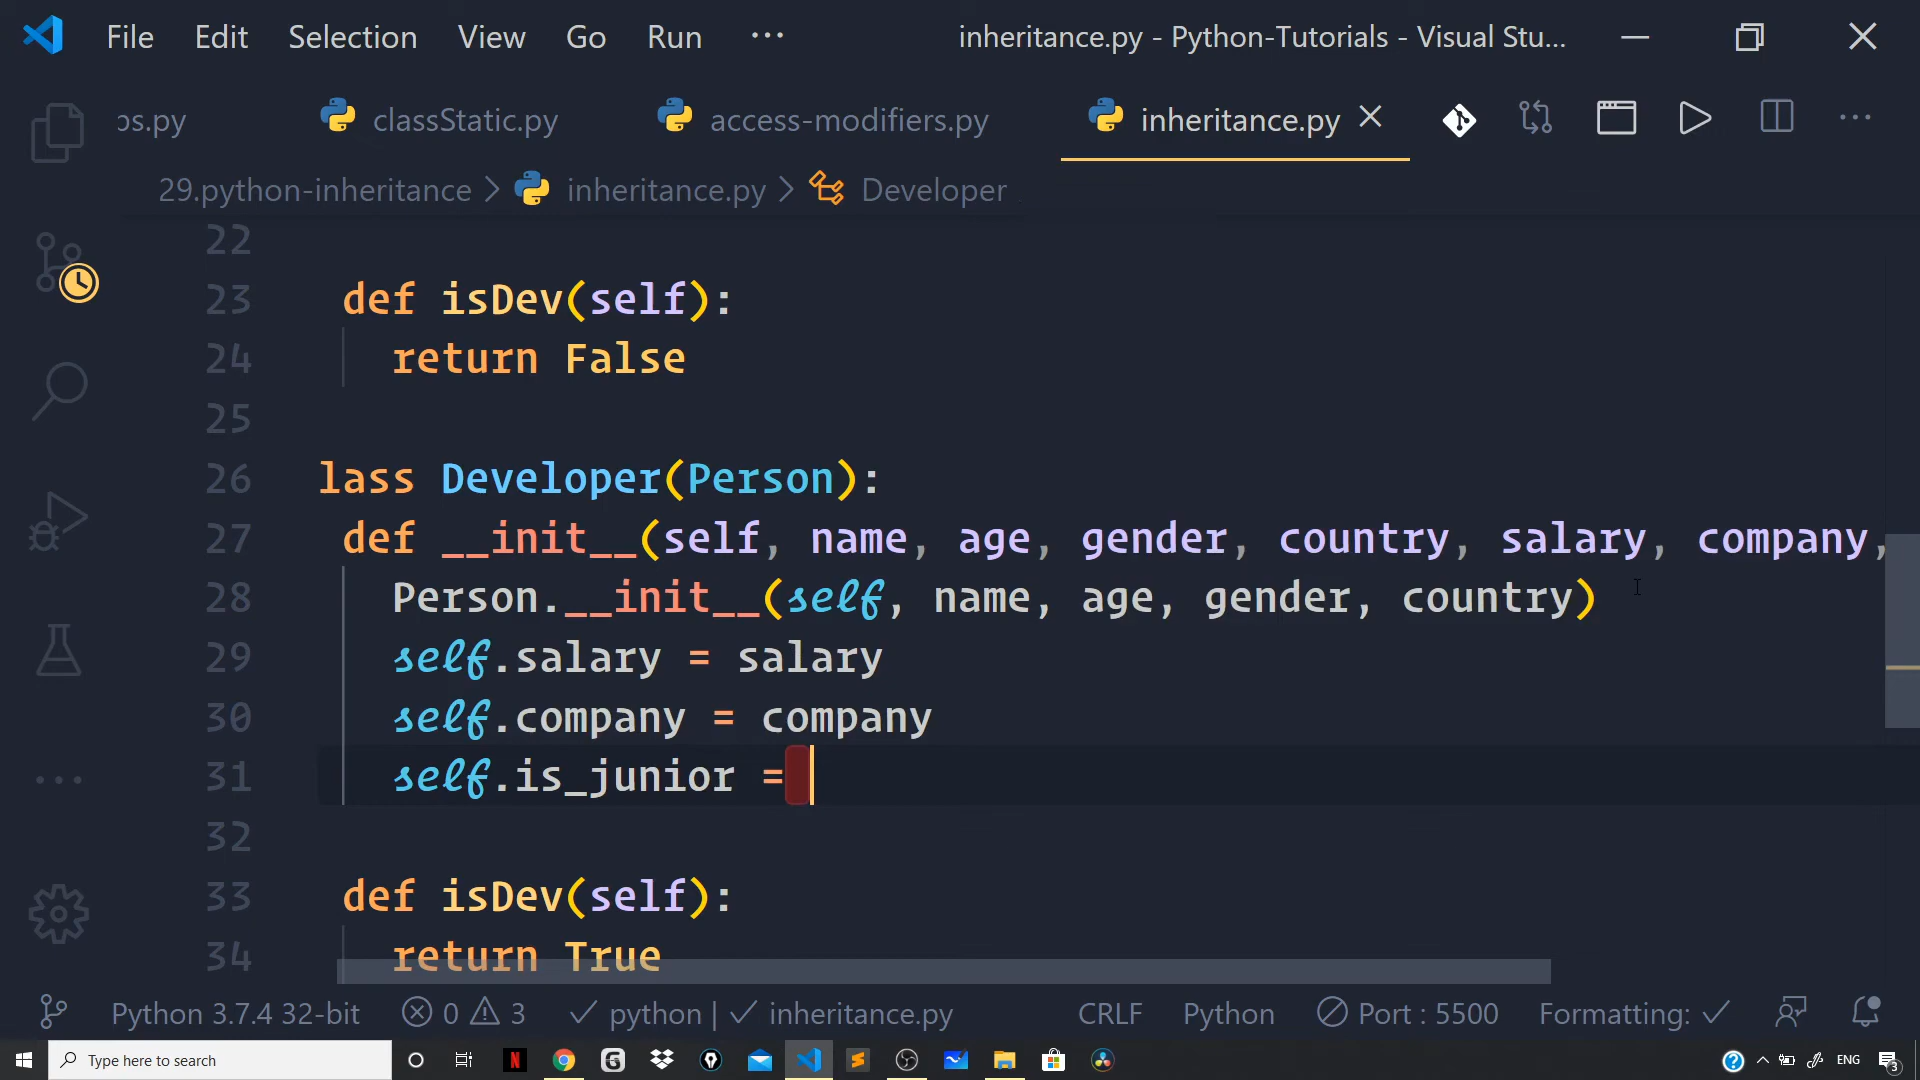 File Edit Selection View Go Run ··· inheritance.py - Python-Tutorials - Visual Stu...
os.py classStatic.py access-modifiers.py inheritance.py
29.python-inheritance > inheritance.py > Developer
22
23 def isDev(self):
24 return False
25
26 lass Developer(Person):
27 def __init__(self, name, age, gender, country, salary, company,
28 Person.__init__(self, name, age, gender, country)
29 self.salary = salary
30 self.company = company
31 self.is_junior =
32
33 def isDev(self):
34 return True
Python 3.7.4 32-bit 0 3 python | inheritance.py CRLF Python Port : 5500 Formatting:
Type here to search ENG 3